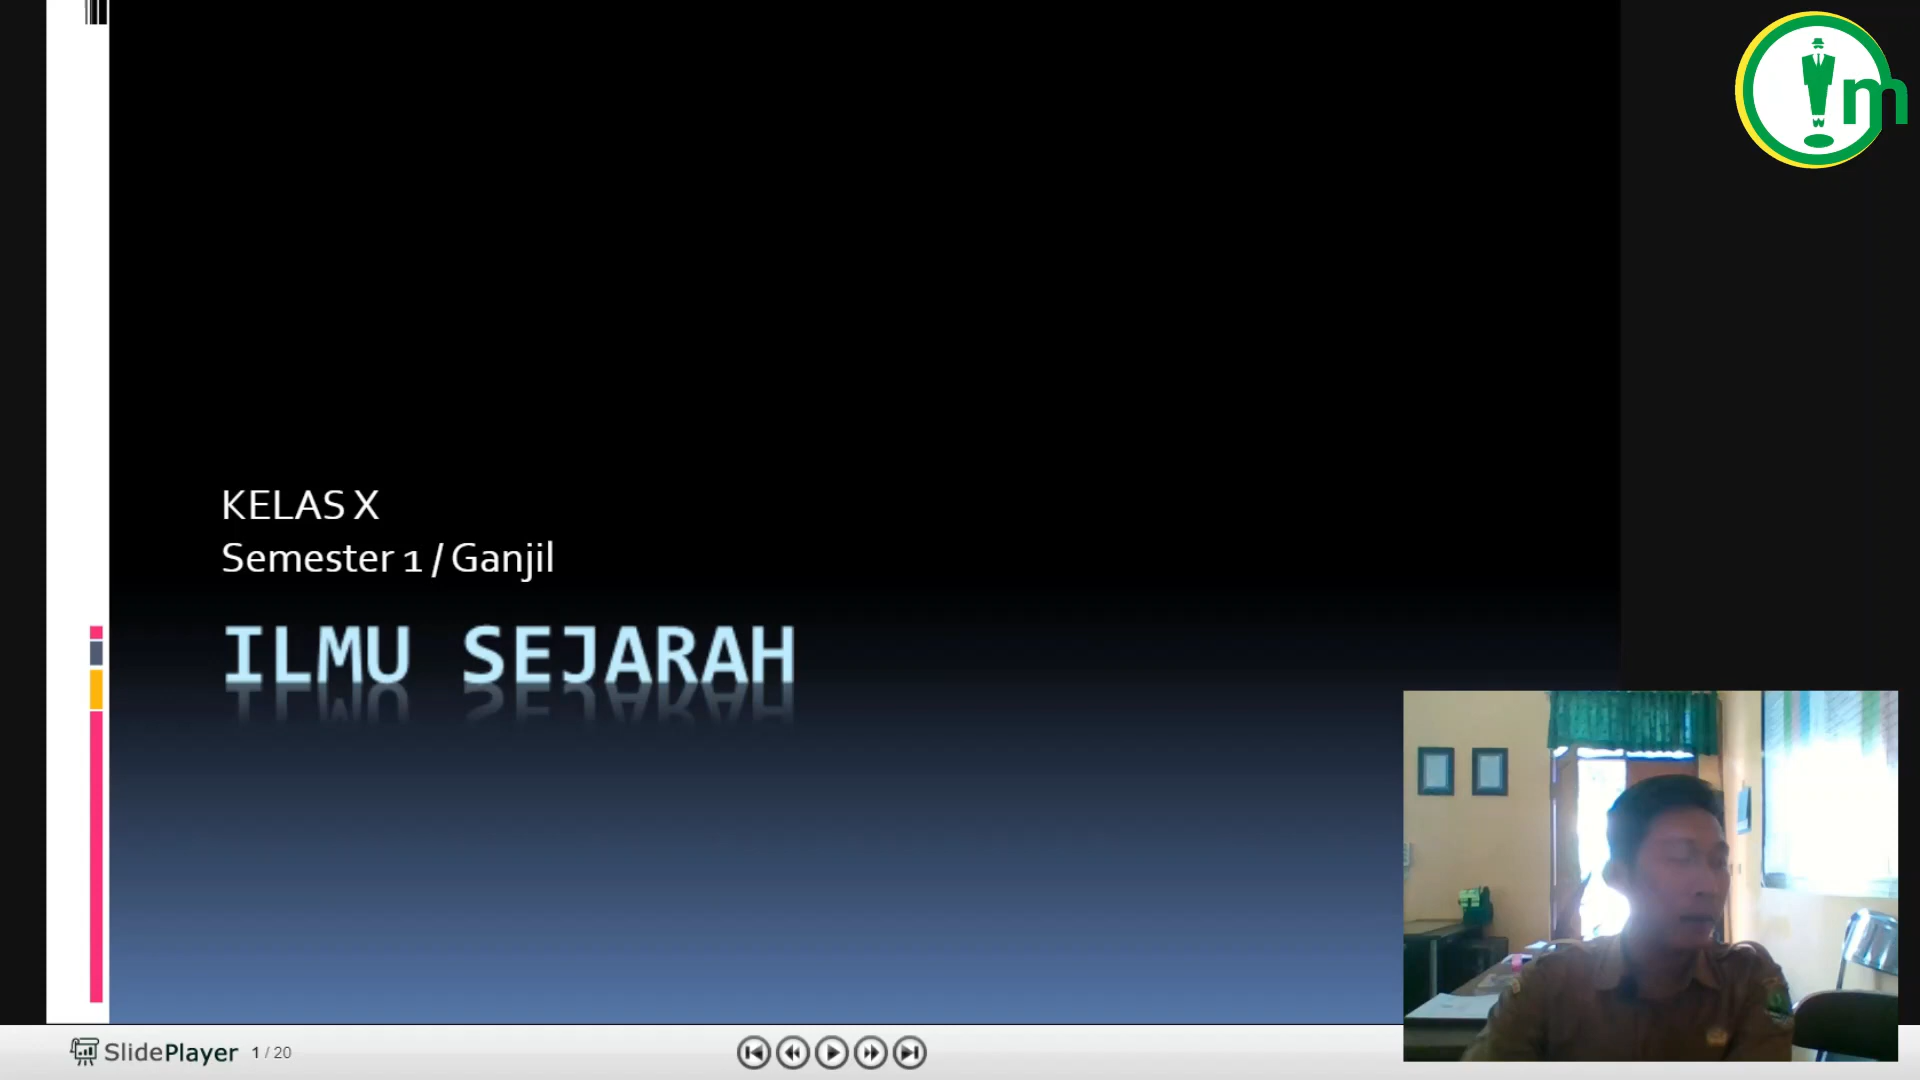 m
KELAS X
Semester 1 / Ganjil
ILMU SEJARAH
SlidePlayer 1 / 20